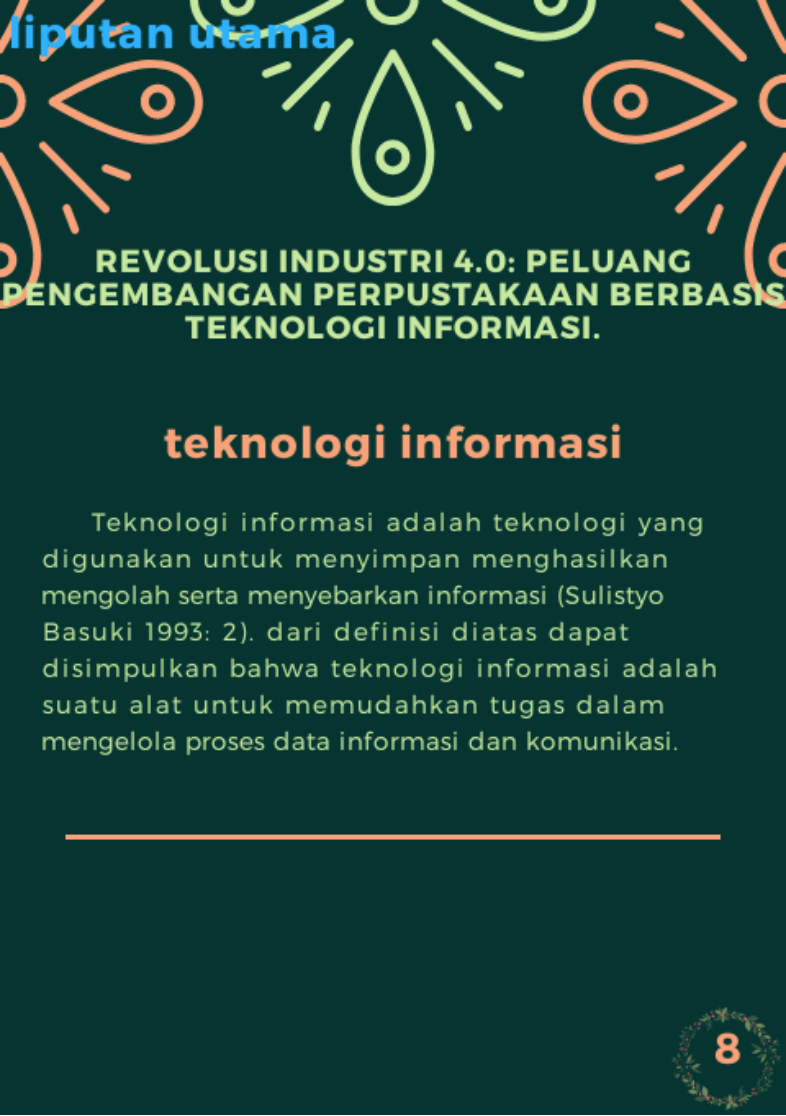 liputan utama
REVOLUSI INDUSTRI 4.0: PELUANG
PENGEMBANGAN PERPUSTAKAAN BERBASIS
TEKNOLOGI INFORMASI.
teknologi informasi
Teknologi informasi adalah teknologi yang
digunakan untuk menyimpan menghasilkan
mengolah serta menyebarkan informasi (Sulistyo
Basuki 1993: 2). dari definisi diatas dapat
disimpulkan bahwa teknologi informasi adalah
suatu alat untuk memudahkan tugas dalam
mengelola proses data informasi dan komunikasi.
8